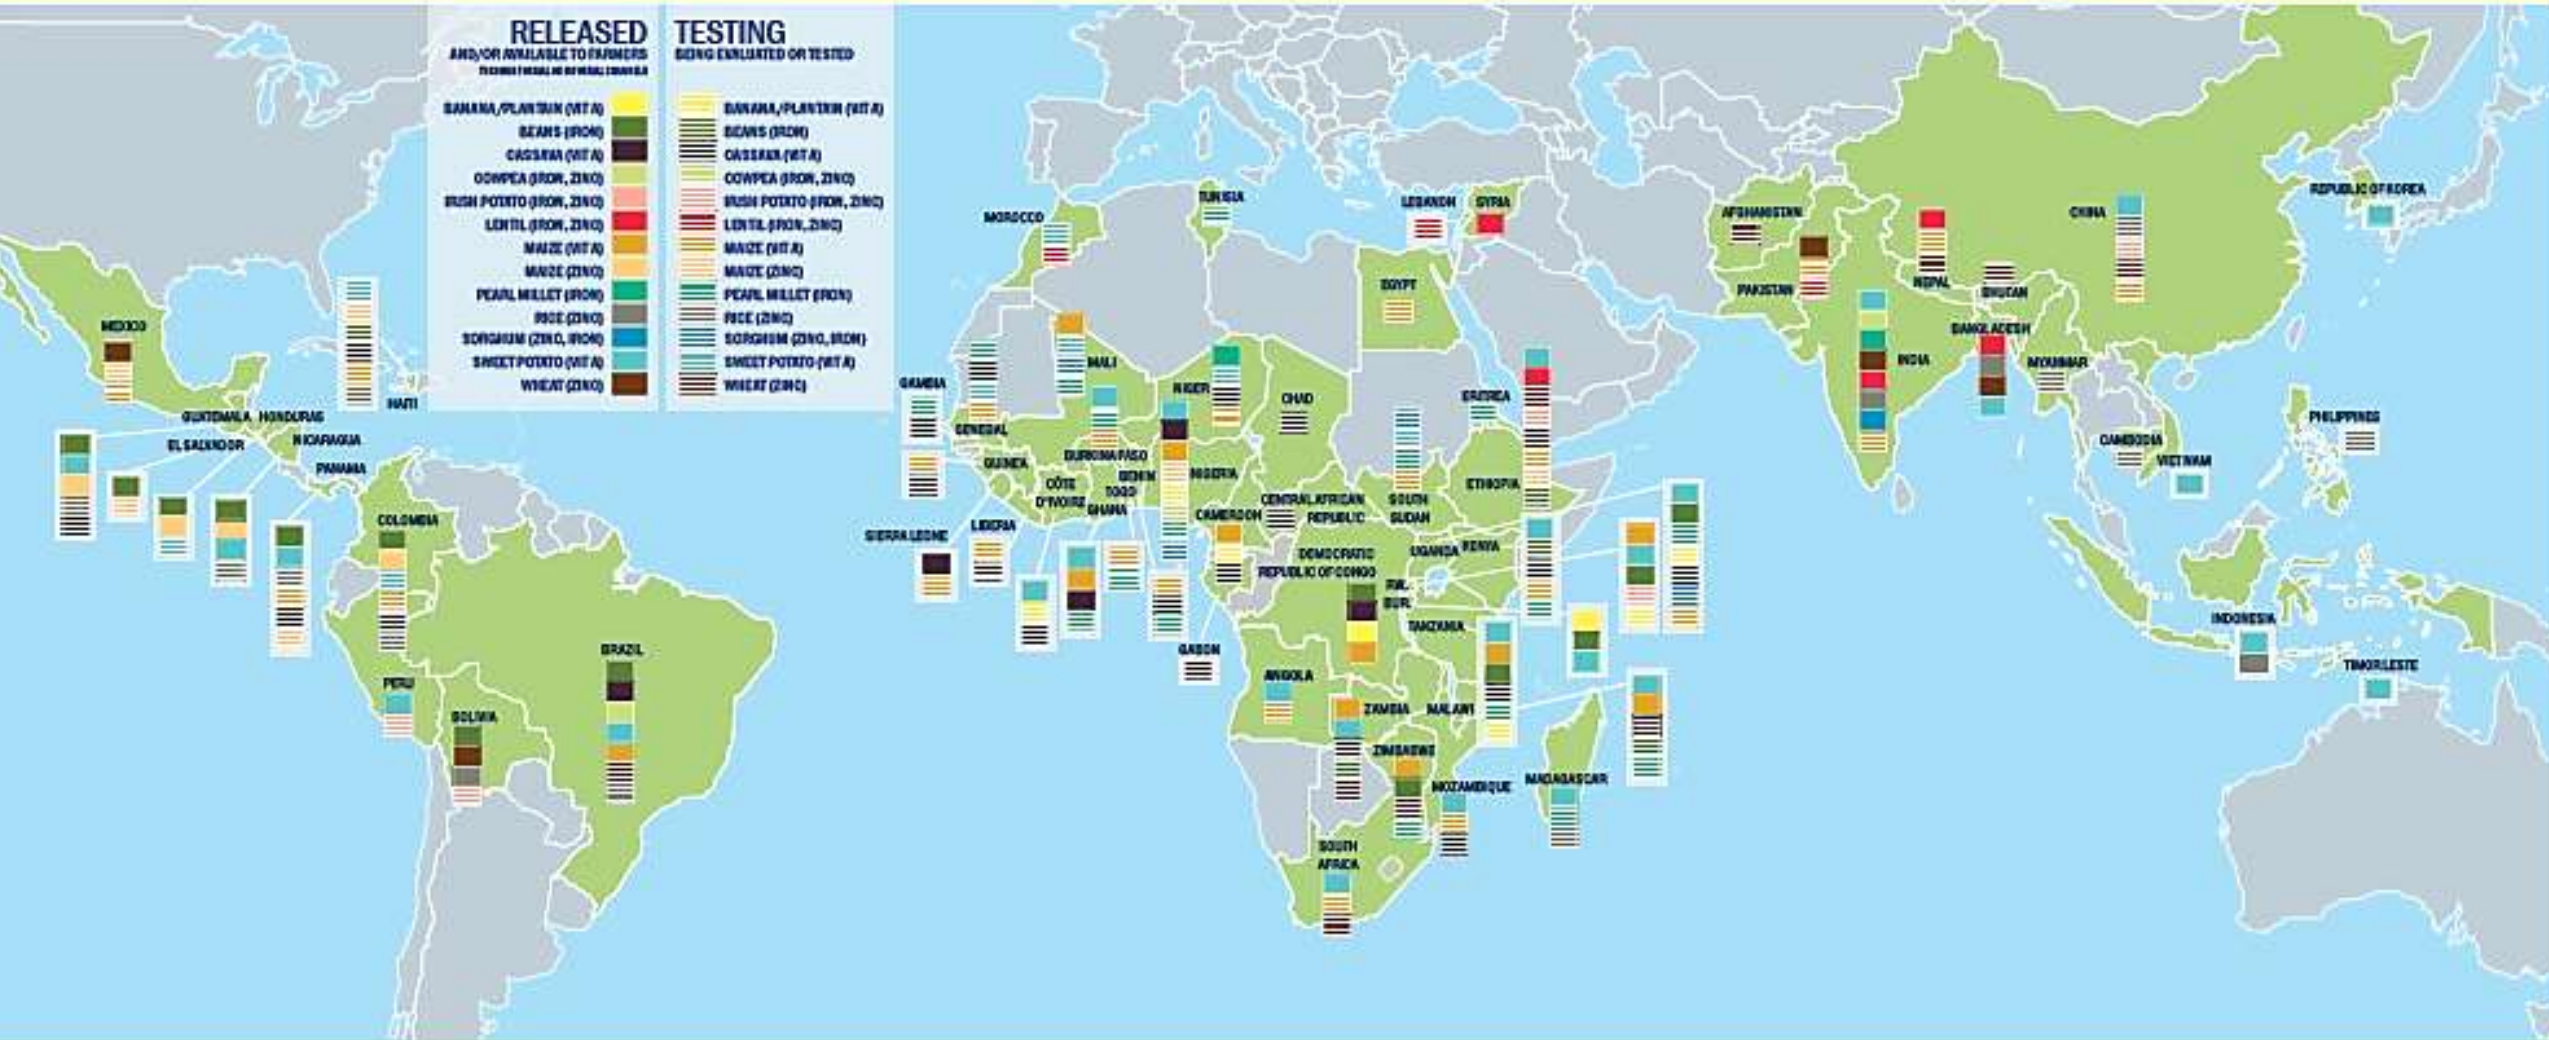 RELEASED
AND/OR AVAILABLE TO FARMERS
BANANA/PLANTAIN (VIT A)
BEANS (IRON)
CASSAVA (VIT A)
COWPEA (IRON, ZINC)
IRISH POTATO (IRON, ZINC)
LENTIL (IRON, ZINC)
MAIZE (VIT A)
MAIZE (ZINC)
PEARL MILLET (IRON)
RICE (ZINC)
SORGHUM (ZINC, IRON)
SWEET POTATO (VIT A)
WHEAT (ZINC)
TESTING
BEING EVALUATED OR TESTED
BANANA/PLANTAIN (VIT A)
BEANS (IRON)
CASSAVA (VIT A)
COWPEA (IRON, ZINC)
IRISH POTATO (IRON, ZINC)
LENTIL (IRON, ZINC)
MAIZE (VIT A)
MAIZE (ZINC)
PEARL MILLET (IRON)
RICE (ZINC)
SORGHUM (ZINC, IRON)
SWEET POTATO (VIT A)
WHEAT (ZINC)
MEXICO
HAITI
GUATEMALA
HONDURAS
EL SALVADOR
NICARAGUA
PANAMA
COLOMBIA
BRAZIL
PERU
BOLIVIA
MOROCCO
TUNISIA
LEBANON
SYRIA
EGYPT
MALI
NIGER
CHAD
ERITREA
GAMBIA
SENEGAL
GUINEA
BURKINA FASO
BENIN
NIGERIA
CÔTE
D'IVOIRE
TOGO
GHANA
ETHIOPIA
CENTRAL AFRICAN
REPUBLIC
SOUTH
SUDAN
CAMEROON
SIERRA LEONE
LIBERIA
DEMOCRATIC
REPUBLIC OF CONGO
UGANDA
KENYA
RW.
BUR.
TANZANIA
GABON
ANGOLA
ZAMBIA
MALAWI
ZIMBABWE
MOZAMBIQUE
MADAGASCAR
SOUTH
AFRICA
AFGHANISTAN
PAKISTAN
NEPAL
BHUTAN
CHINA
REPUBLIC OF KOREA
INDIA
BANGLADESH
MYANMAR
CAMBODIA
VIETNAM
PHILIPPINES
INDONESIA
TIMOR LESTE